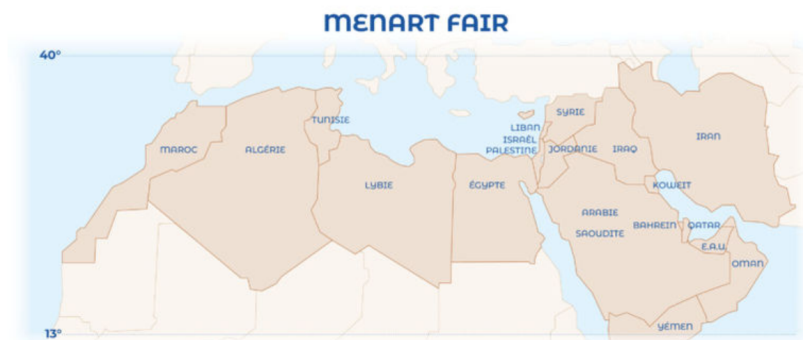 MENART FAIR
40°
TUNISIE
SYRIE
LIBAN
ISRAËL
PALESTINE
MAROC
ALGÉRIE
JORDANIE
IRAQ
IRAN
LYBIE
ÉGYPTE
KOWEIT
ARABIE
SAOUDITE
BAHREIN
QATAR
E.A.U.
OMAN
13°
YÉMEN